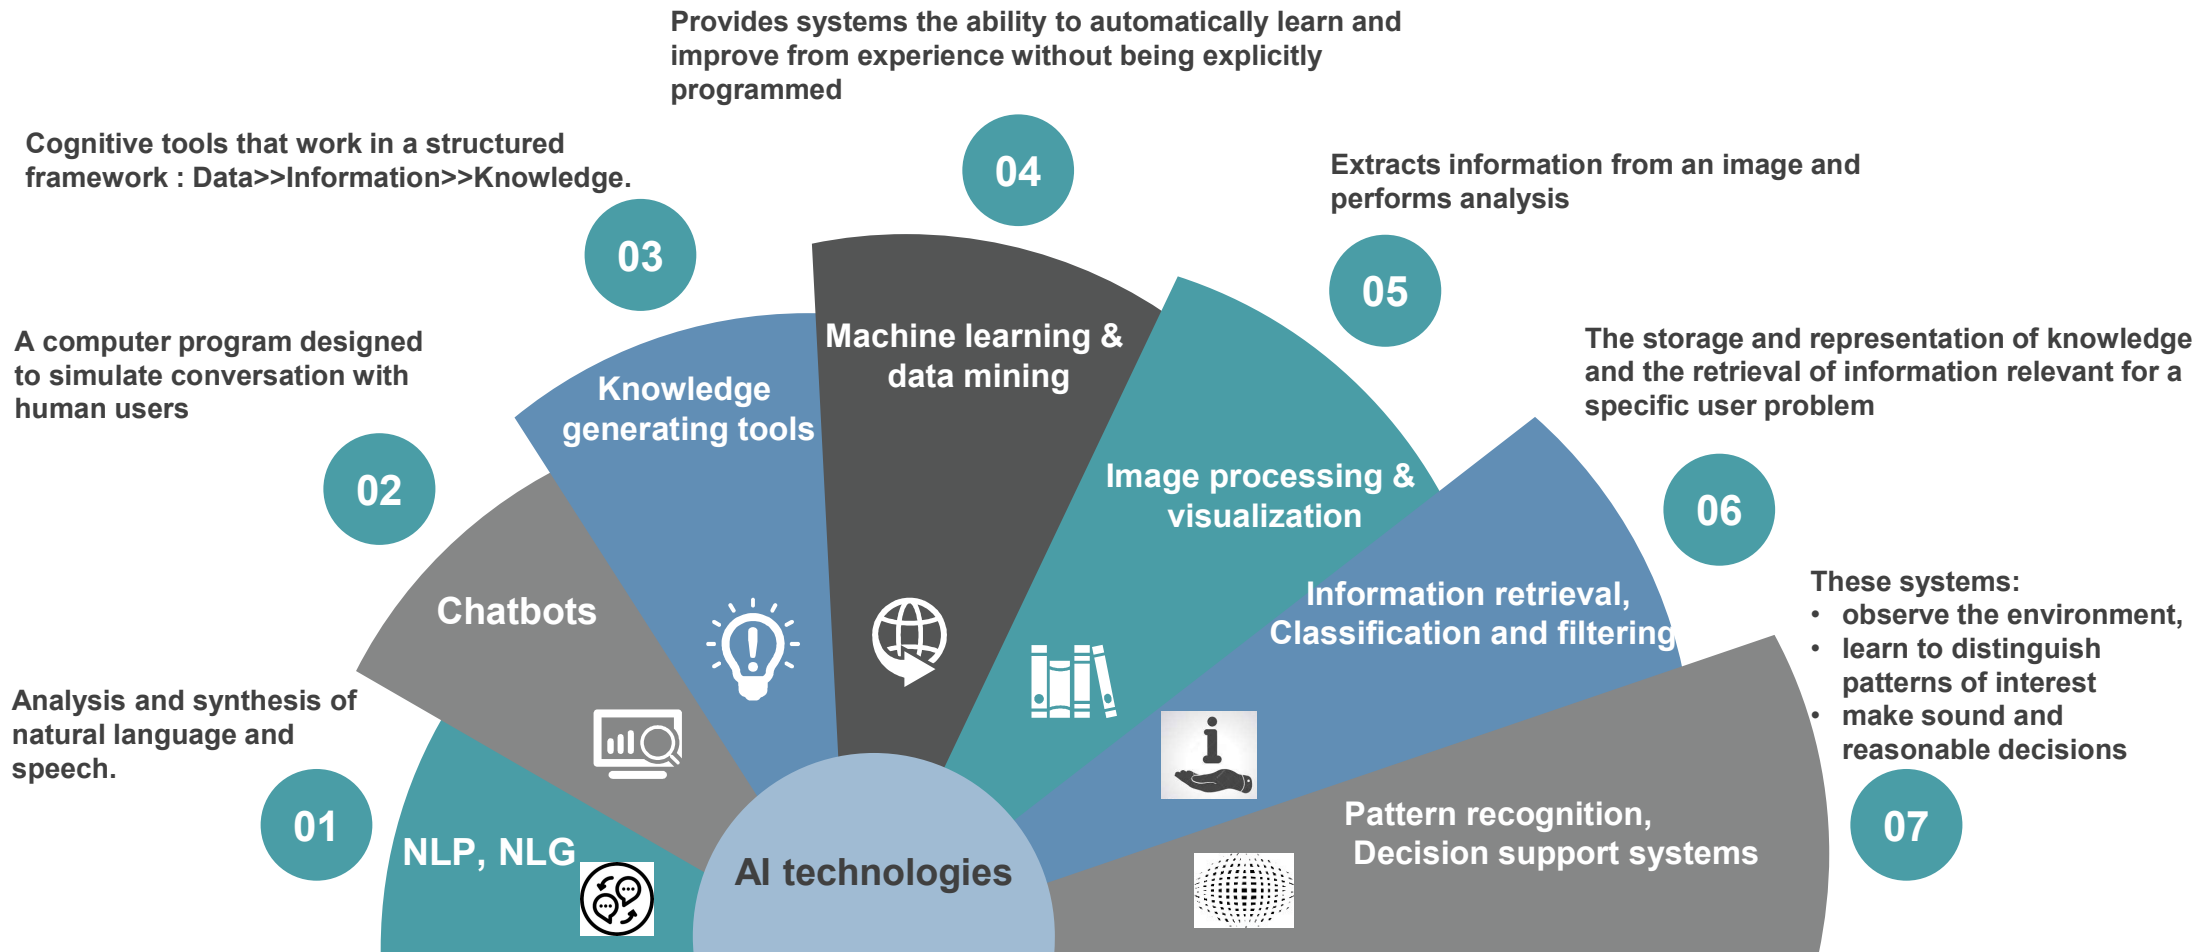 Provides systems the ability to automatically learn and
improve from experience without being explicitly
programmed
04
Cognitive tools that work in a structured
framework : Data>>Information>>Knowledge.
03
Extracts information from an image and
performs analysis
05
A computer program designed
to simulate conversation with
human users
02
The storage and representation of knowledge
and the retrieval of information relevant for a
specific user problem
06
Analysis and synthesis of
natural language and
speech.
01
These systems:
• observe the environment,
• learn to distinguish
patterns of interest
• make sound and
reasonable decisions
07
NLP, NLG
Chatbots
Knowledge
generating tools
Machine learning &
data mining
Image processing &
visualization
Information retrieval,
Classification and filtering
Pattern recognition,
Decision support systems
AI technologies
i